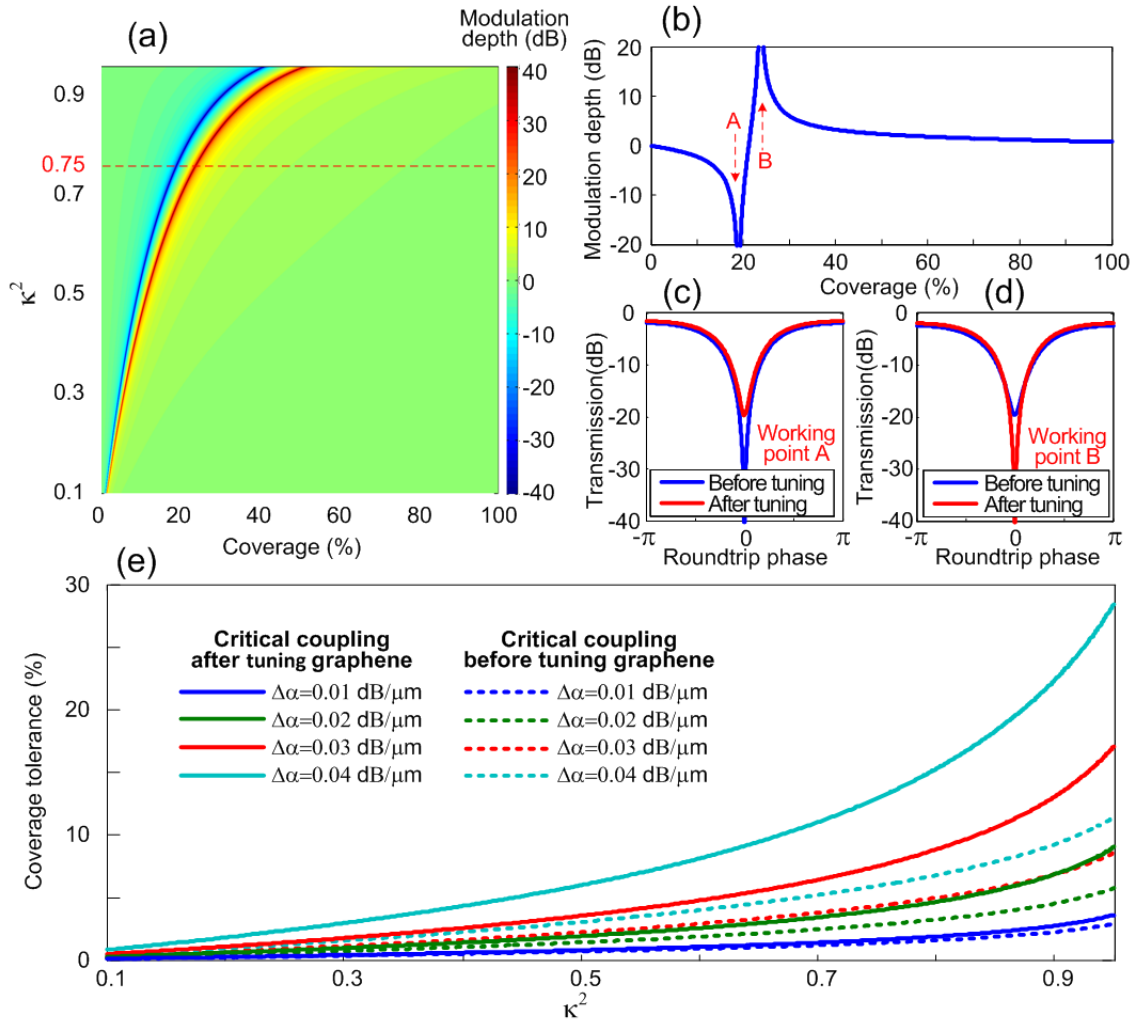 (a)
Modulation
depth (dB)
40
30
20
10
0
-10
-20
-30
-40
0.9
0.75
0.7
0.5
0.3
0.1
κ²
0 20 40 60 80 100
Coverage (%)
(b)
Modulation depth (dB)
20
10
0
-10
-20
A
B
0 20 40 60 80 100
Coverage (%)
(c)
Transmission(dB)
0
-10
-20
-30
-40
Working
point A
Before tuning
After tuning
-π 0 π
Roundtrip phase
(d)
Transmission(dB)
0
-10
-20
-30
-40
Working
point B
Before tuning
After tuning
-π 0 π
Roundtrip phase
(e)
Coverage tolerance (%)
30
20
10
0
Critical coupling
after tuning graphene
Δα=0.01 dB/μm
Δα=0.02 dB/μm
Δα=0.03 dB/μm
Δα=0.04 dB/μm
Critical coupling
before tuning graphene
Δα=0.01 dB/μm
Δα=0.02 dB/μm
Δα=0.03 dB/μm
Δα=0.04 dB/μm
0.1 0.3 0.5 0.7 0.9
κ²